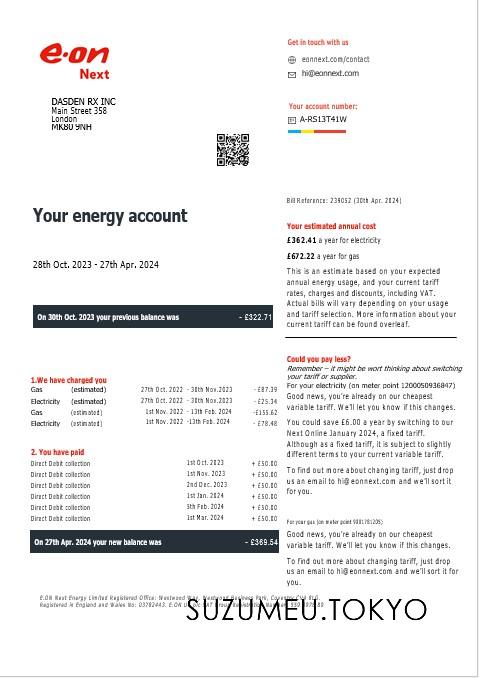 e·on
Next
DASDEN RX INC
Main Street 358
London
MK80 9NH
Get in touch with us
eonnext.com/contact
hi@eonnext.com
Your account number:
A-RS13T41W
Bill Reference: 239052 (30th Apr. 2024)
Your energy account
28th Oct. 2023 - 27th Apr. 2024
On 30th Oct. 2023 your previous balance was - £322.71
1.We have charged you
Gas (estimated) 27th Oct. 2022 - 30th Nov.2023 - £87.39
Electricity (estimated) 27th Oct. 2022 - 30th Nov.2023 - £25.34
Gas (estimated) 1st Nov. 2022 -13th Feb. 2024 -£155.62
Electricity (estimated) 1st Nov. 2022 -13th Feb. 2024 - £78.48
2. You have paid
Direct Debit collection 1st Oct. 2023 + £50.00
Direct Debit collection 1st Nov. 2023 + £50.00
Direct Debit collection 2nd Dec. 2023 + £50.00
Direct Debit collection 1st Jan. 2024 + £50.00
Direct Debit collection 5th Feb. 2024 + £50.00
Direct Debit collection 1st Mar. 2024 + £50.00
On 27th Apr. 2024 your new balance was - £369.54
Your estimated annual cost
£362.41 a year for electricity
£672.22 a year for gas
This is an estimate based on your expected
annual energy usage, and your current tariff
rates, charges and discounts, including VAT.
Actual bills will vary depending on your usage
and tariff selection. More information about your
current tariff can be found overleaf.
Could you pay less?
Remember – it might be worth thinking about switching
your tariff or supplier.
For your electricity (on meter point 1200050936847)
Good news, you're already on our cheapest
variable tariff. We'll let you know if this changes.
You could save £6.00 a year by switching to our
Next Online January 2024, a fixed tariff.
Although as a fixed tariff, it is subject to slightly
different terms to your current variable tariff.
To find out more about changing tariff, just drop
us an email to hi@eonnext.com and we'll sort it
for you.
For your gas (on meter point 9301781205)
Good news, you're already on our cheapest
variable tariff. We'll let you know if this changes.
To find out more about changing tariff, just drop
us an email to hi@eonnext.com and we'll sort it for
you.
E.ON Next Energy Limited Registered Office: Westwood Way, Westwood Business Park, Coventry CV4 8LG.
Registered in England and Wales No: 03782443. E.ON UK plc VAT Group Registration
SUZUMEU.TOKYO